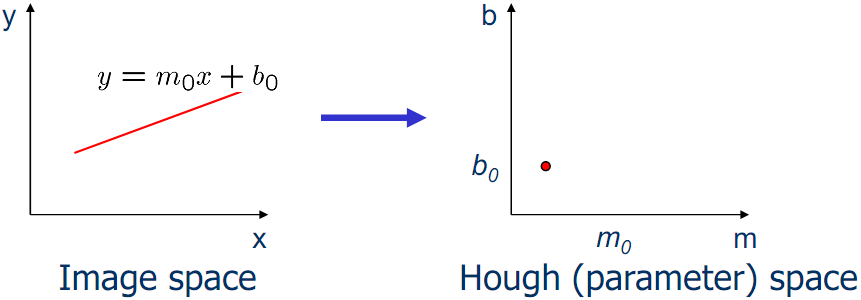 y
y = m₀x + b₀
x
Image space
b
b₀
m₀
m
Hough (parameter) space